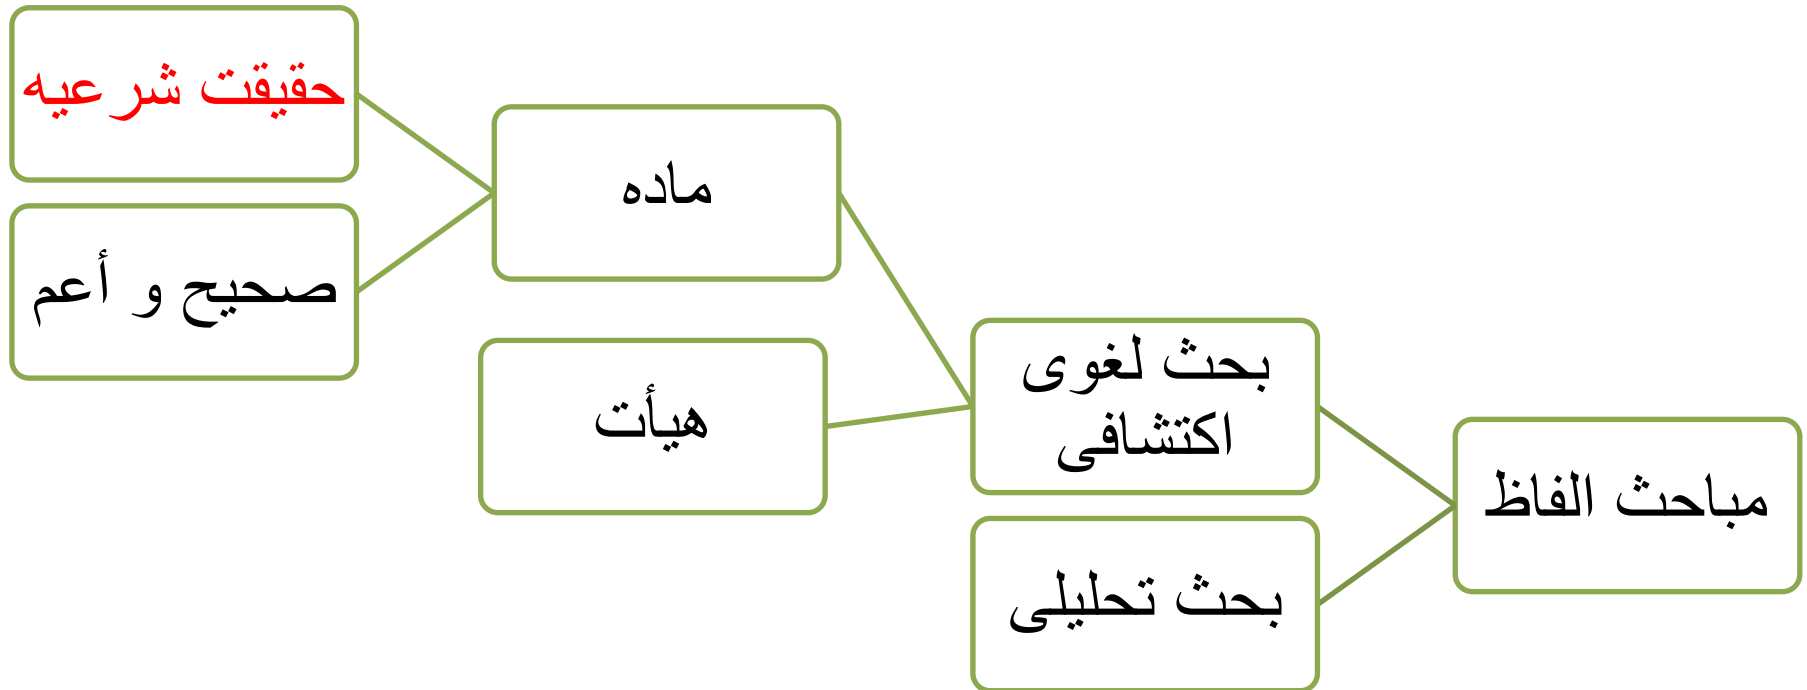 مباحث الفاظ
بحث لغوی
اکتشافی
ماده
حقیقت شرعیه
صحیح و أعم
هیأت
بحث تحلیلی